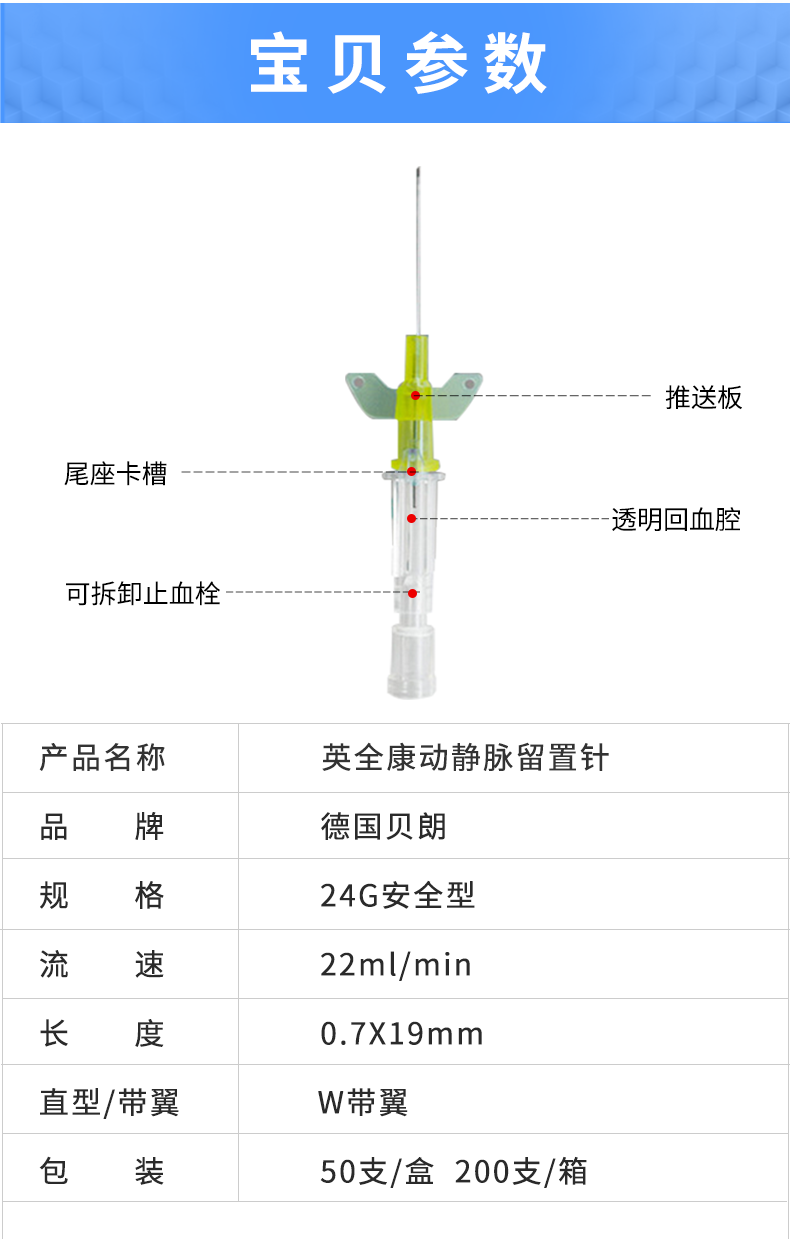 宝贝参数
推送板
尾座卡槽
透明回血腔
可拆卸止血栓
产品名称 英全康动静脉留置针
品 牌 德国贝朗
规 格 24G安全型
流 速 22ml/min
长 度 0.7X19mm
直型/带翼 W带翼
包 装 50支/盒 200支/箱